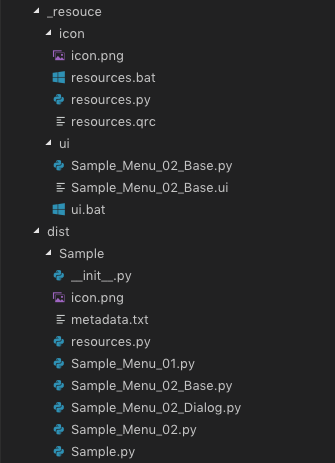 _resouce
icon
icon.png
resources.bat
resources.py
resources.qrc
ui
Sample_Menu_02_Base.py
Sample_Menu_02_Base.ui
ui.bat
dist
Sample
__init__.py
icon.png
metadata.txt
resources.py
Sample_Menu_01.py
Sample_Menu_02_Base.py
Sample_Menu_02_Dialog.py
Sample_Menu_02.py
Sample.py